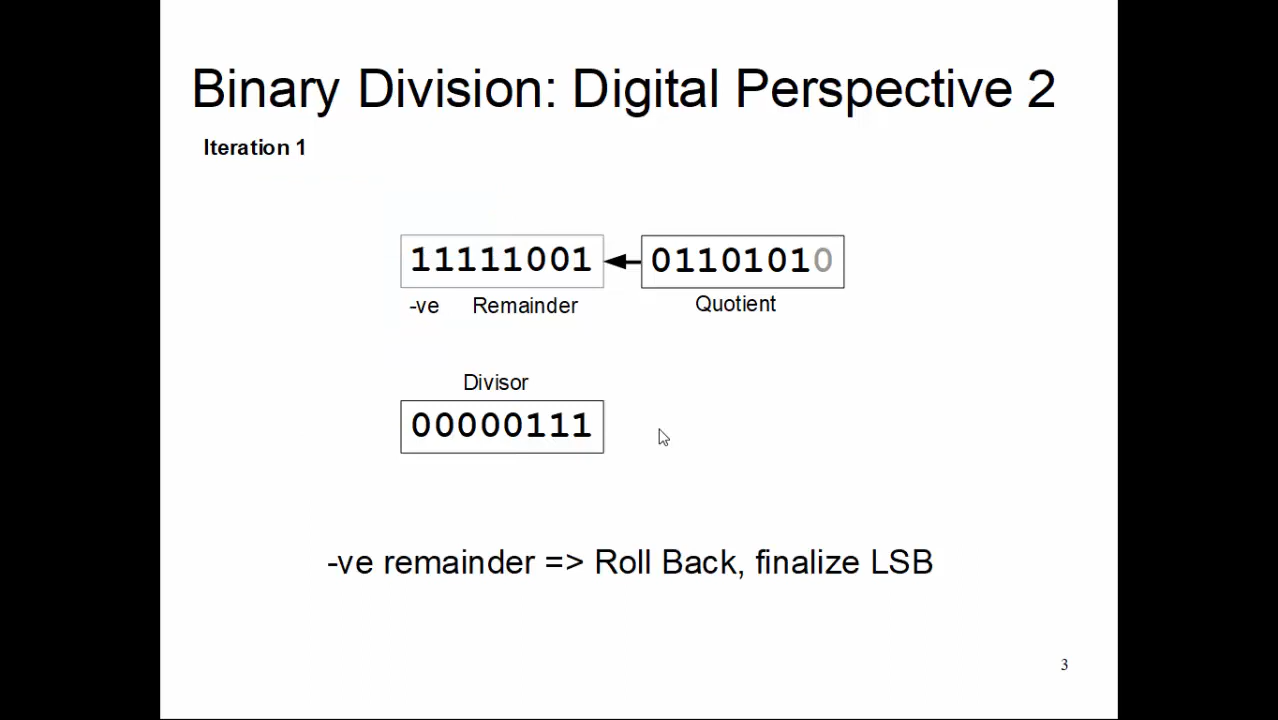 Binary Division: Digital Perspective 2
Iteration 1
11111001 01101010
-ve Remainder Quotient
Divisor
00000111
-ve remainder => Roll Back, finalize LSB
3